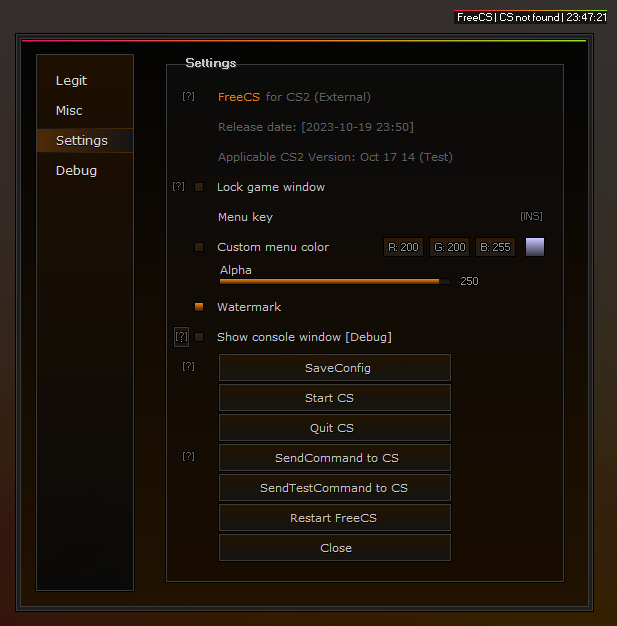 FreeCS | CS not found | 23:47:21
Settings
Legit
Misc
Settings
Debug
[?] FreeCS for CS2 (External)
Release date: [2023-10-19 23:50]
Applicable CS2 Version: Oct 17 14 (Test)
[?] Lock game window
Menu key [INS]
Custom menu color R: 200 G: 200 B: 255
Alpha
250
Watermark
[?] Show console window [Debug]
[?] SaveConfig
Start CS
Quit CS
[?] SendCommand to CS
SendTestCommand to CS
Restart FreeCS
Close